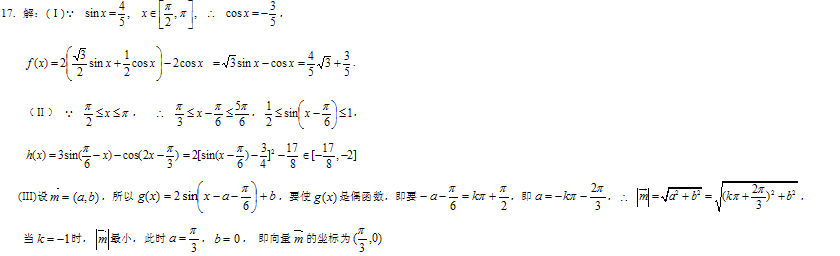 17. 解:(Ⅰ)∵ sin x = 4/5, x∈[π/2, π], ∴ cos x = −3/5.
f(x) = 2(√3/2 sin x + 1/2 cos x) − 2cos x = √3 sin x − cos x = 4/5 √3 + 3/5.
(Ⅱ) ∵ π/2 ≤ x ≤ π, ∴ π/3 ≤ x − π/6 ≤ 5π/6, 1/2 ≤ sin(x − π/6) ≤ 1,
h(x) = 3sin(π/6 − x) − cos(2x − π/3) = 2[sin(x − π/6) − 3/4]² − 17/8 ∈[−17/8, −2]
(III)设 m = (a, b), 所以 g(x) = 2sin(x − a − π/6) + b, 要使 g(x) 是偶函数, 即要 −a − π/6 = kπ + π/2, 即 a = −kπ − 2π/3, ∴ |m| = √(a² + b²) = √((kπ + 2π/3)² + b²),
当 k = −1 时, |m| 最小, 此时 a = π/3, b = 0, 即向量 m 的坐标为 (π/3, 0)